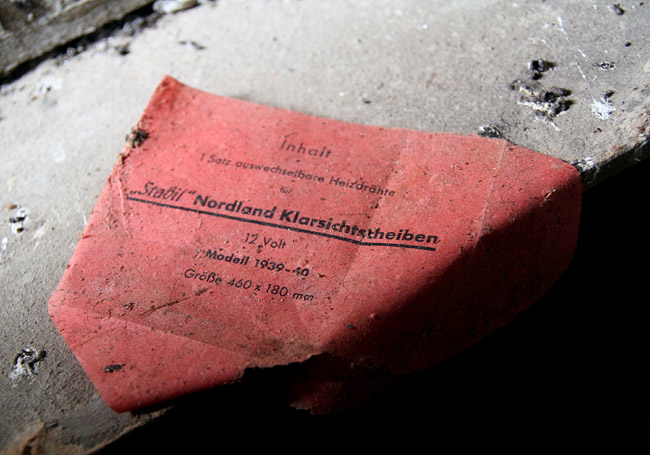 Inhalt
1 Satz auswechselbare Heizdrähte
für
„Stabil“ Nordland Klarsichtscheiben
12 Volt
Modell 1939-40
Größe 460 x 180 mm